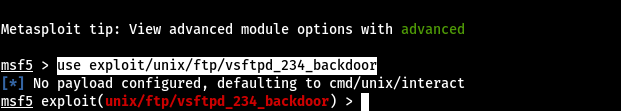 Metasploit tip: View advanced module options with advanced
msf5 > use exploit/unix/ftp/vsftpd_234_backdoor
[*] No payload configured, defaulting to cmd/unix/interact
msf5 exploit(unix/ftp/vsftpd_234_backdoor) >